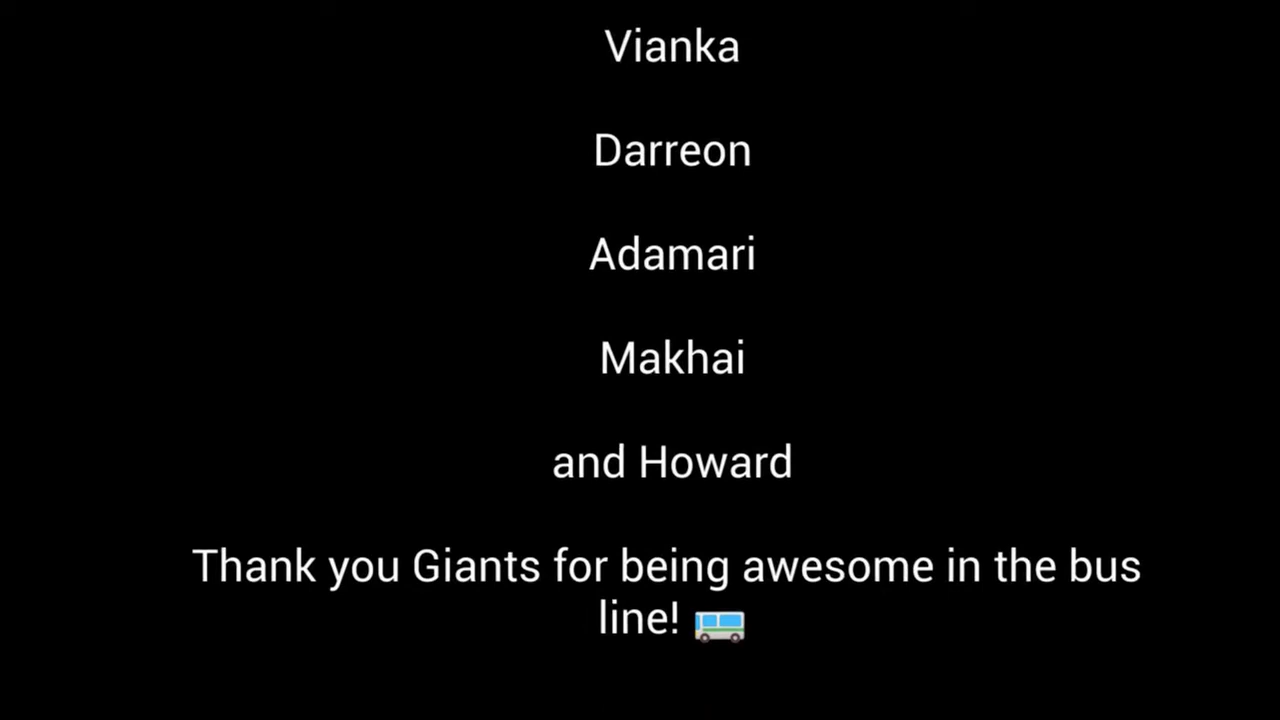 Vianka
Darreon
Adamari
Makhai
and Howard
Thank you Giants for being awesome in the bus
line! 🚌